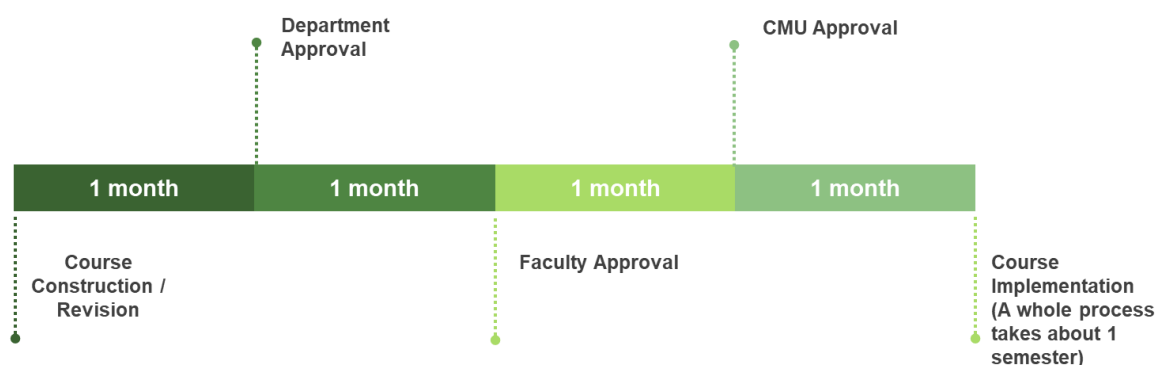 Department
Approval
CMU Approval
1 month
1 month
1 month
1 month
Course
Construction /
Revision
Faculty Approval
Course
Implementation
(A whole process
takes about 1
semester)